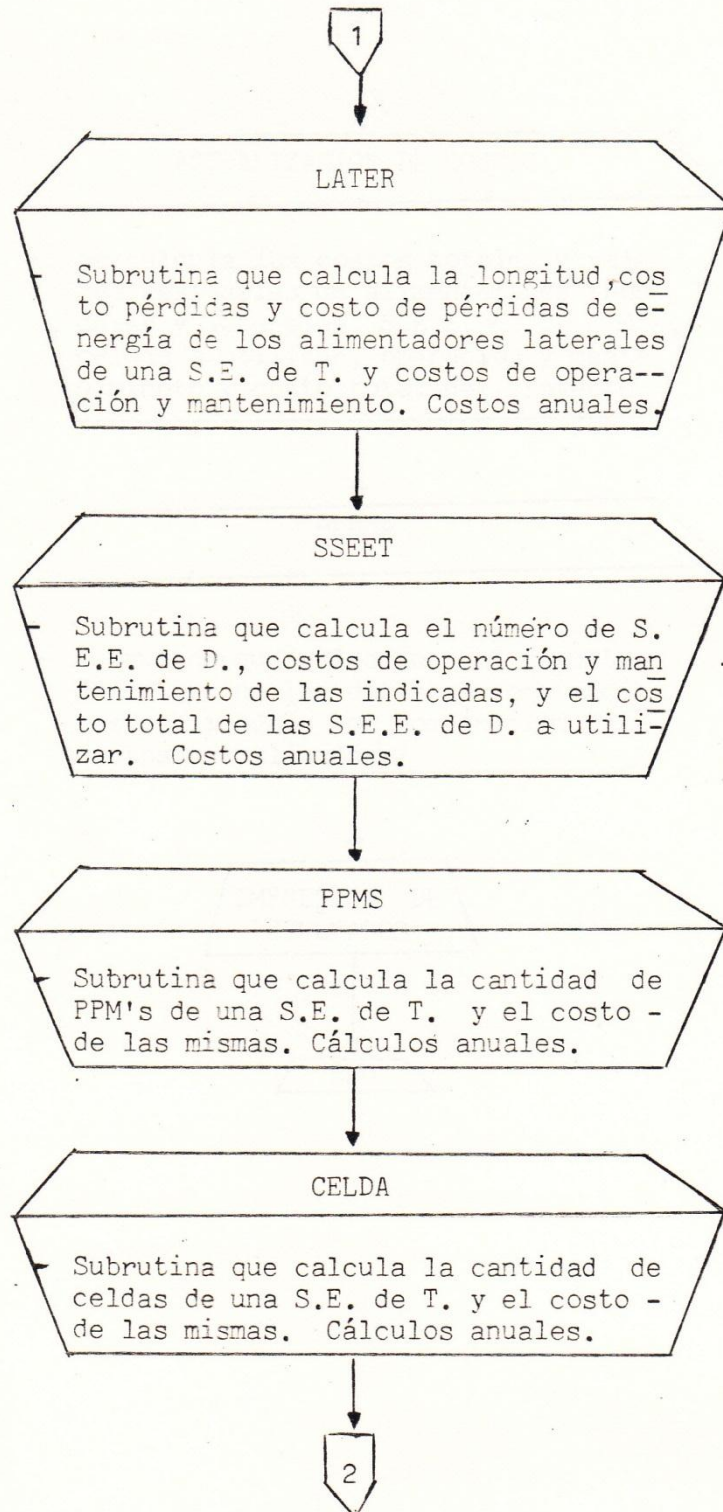 1
LATER
- Subrutina que calcula la longitud,cos
to pérdidas y costo de pérdidas de e-
nergía de los alimentadores laterales
de una S.E. de T. y costos de opera--
ción y mantenimiento. Costos anuales.
SSEET
- Subrutina que calcula el número de S.
E.E. de D., costos de operación y man
tenimiento de las indicadas, y el cos
to total de las S.E.E. de D. a utili-
zar. Costos anuales.
PPMS
- Subrutina que calcula la cantidad de
PPM's de una S.E. de T. y el costo -
de las mismas. Cálculos anuales.
CELDA
- Subrutina que calcula la cantidad de
celdas de una S.E. de T. y el costo -
de las mismas. Cálculos anuales.
2